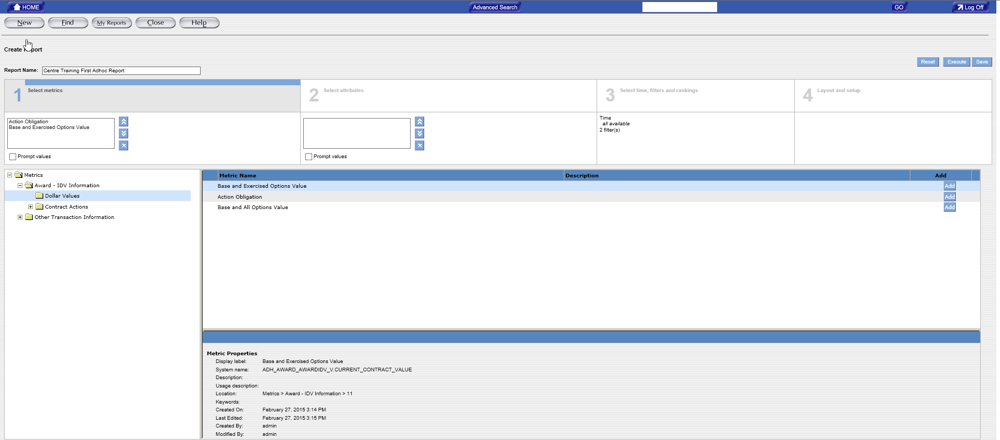 HOME
Advanced Search
GO
Log Off
New
Find
My Reports
Close
Help
Create Report
Reset
Execute
Save
Report Name: Centre Training First Adhoc Report
1 Select metrics
2 Select attributes
3 Select time, filters and rankings
4 Layout and setup
Action Obligation
Base and Exercised Options Value
Prompt values
Prompt values
Time
all available
2 filter(s)
Metrics
Award - IDV Information
Dollar Values
Contract Actions
Other Transaction Information
Metric Name Description Add
Base and Exercised Options Value Add
Action Obligation Add
Base and All Options Value Add
Metric Properties
Display label: Base and Exercised Options Value
System name: ADH_AWARD_AWARDIDV_V.CURRENT_CONTRACT_VALUE
Description:
Usage description:
Location: Metrics > Award - IDV Information > 11
Keywords:
Created On: February 27, 2015 3:14 PM
Last Edited: February 27, 2015 3:15 PM
Created By: admin
Modified By: admin